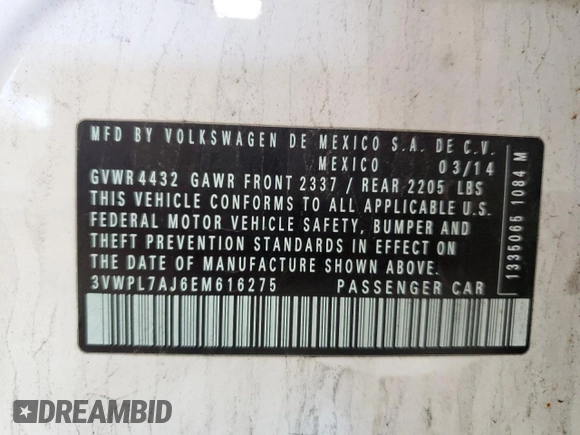 MFD BY VOLKSWAGEN DE MEXICO S.A. DE C.V.
MEXICO 03/14
GVWR 4432 GAWR FRONT 2337 / REAR 2205 LBS
THIS VEHICLE CONFORMS TO ALL APPLICABLE U.S.
FEDERAL MOTOR VEHICLE SAFETY, BUMPER AND
THEFT PREVENTION STANDARDS IN EFFECT ON
THE DATE OF MANUFACTURE SHOWN ABOVE.
3VWPL7AJ6EM616275 PASSENGER CAR
1335065 1084 M
DREAMBID